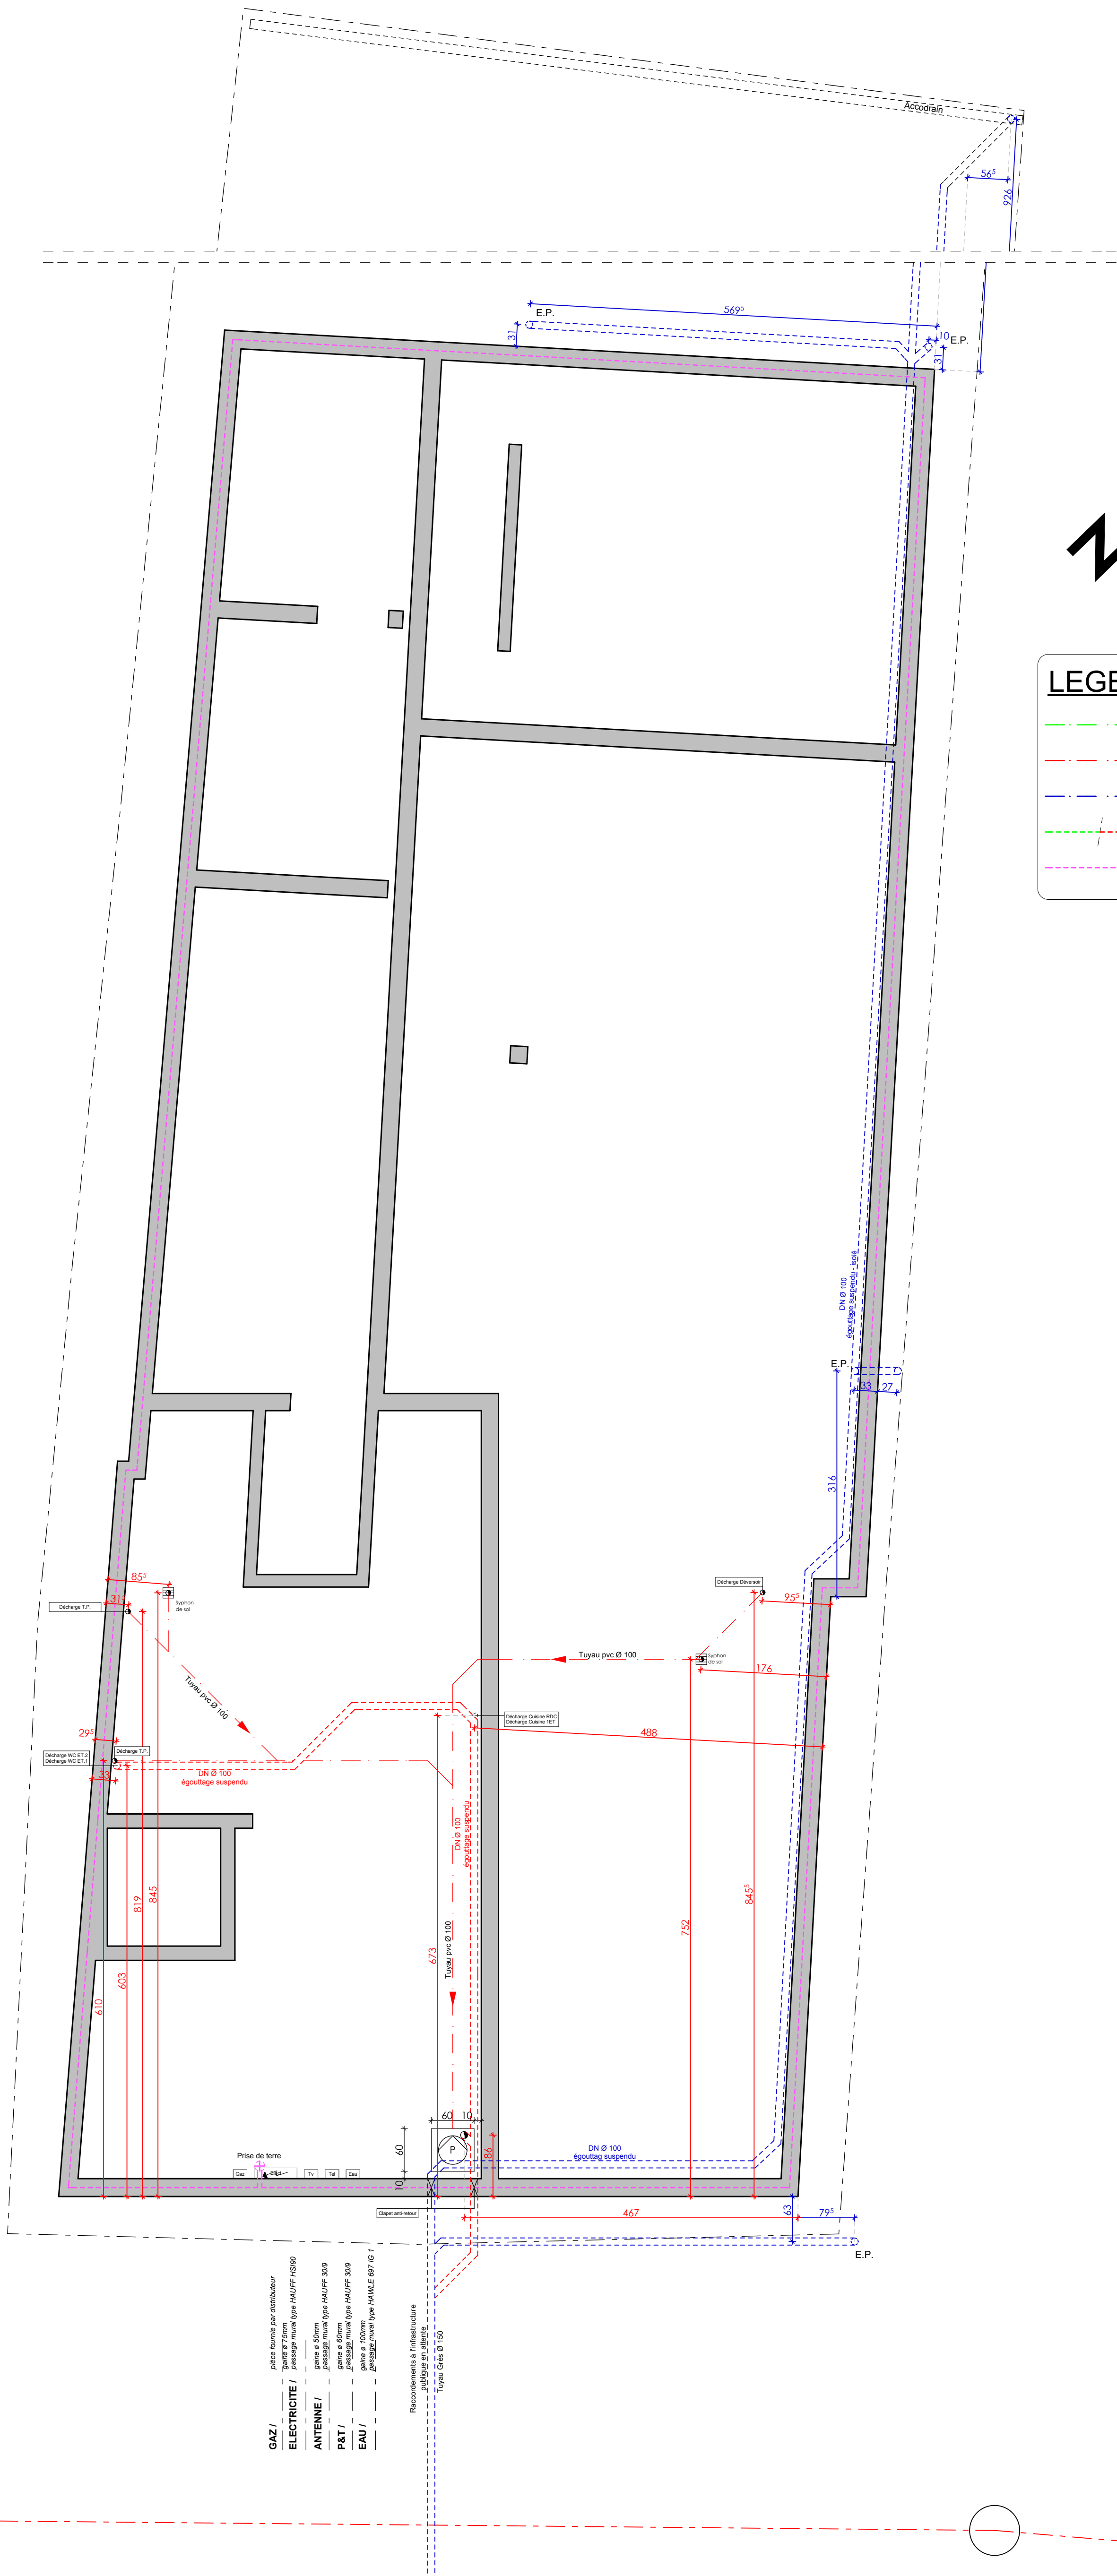 Accodrain
56⁵
926
569⁵
E.P.
31
10
E.P.
31
LEGE
DN Ø 100
égouttage suspendu - isolé
E.P.
33
27
316
85⁵
31⁵
Décharge T.P.
Syphon
de sol
Tuyau pvc Ø 100
Décharge Déversoir
95⁵
Tuyau pvc Ø 100
Syphon
de sol
176
Décharge Cuisine RDC
Décharge Cuisine 1ET
488
29⁵
Décharge WC ET.2
Décharge WC ET.1
Décharge T.P.
33
DN Ø 100
égouttage suspendu
DN Ø 100
égouttage suspendu
610
603
819
845
673
Tuyau pvc Ø 100
752
845⁵
60
10
60
10
P
86
DN Ø 100
égouttag suspendu
Prise de terre
Gaz
Tv
Tel
Eau
Clapet anti-retour
467
63
79⁵
E.P.
GAZ /
pièce fournie par distributeur
ELECTRICITE /
gaine ø 75mm
passage mural type HAUFF HSI90
ANTENNE /
gaine ø 50mm
passage mural type HAUFF 30/9
P&T /
gaine ø 60mm
passage mural type HAUFF 30/9
EAU /
gaine ø 100mm
passage mural type HAWLE 697 IG 1
Raccordements à l'infrastructure
publique en attente
Tuyau Grès Ø 150